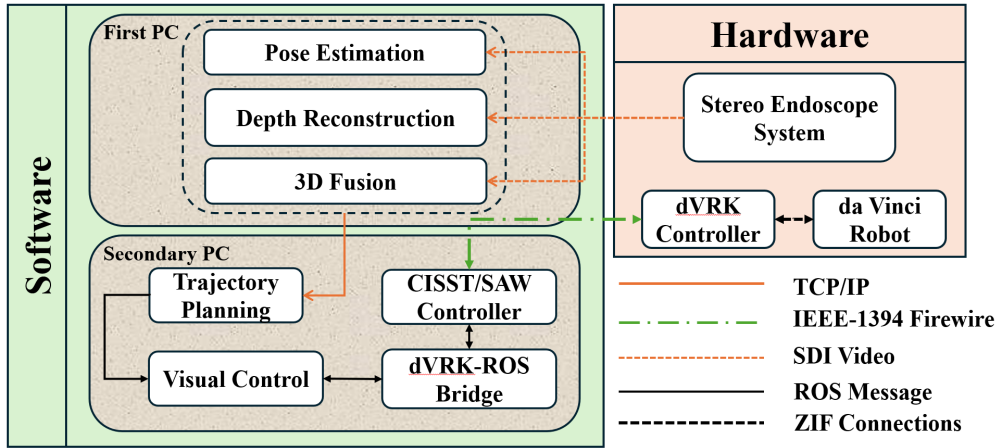 Software
First PC
Pose Estimation
Depth Reconstruction
3D Fusion
Secondary PC
Trajectory
Planning
CISST/SAW
Controller
Visual Control
dVRK-ROS
Bridge
Hardware
Stereo Endoscope
System
dVRK
Controller
da Vinci
Robot
TCP/IP
IEEE-1394 Firewire
SDI Video
ROS Message
ZIF Connections